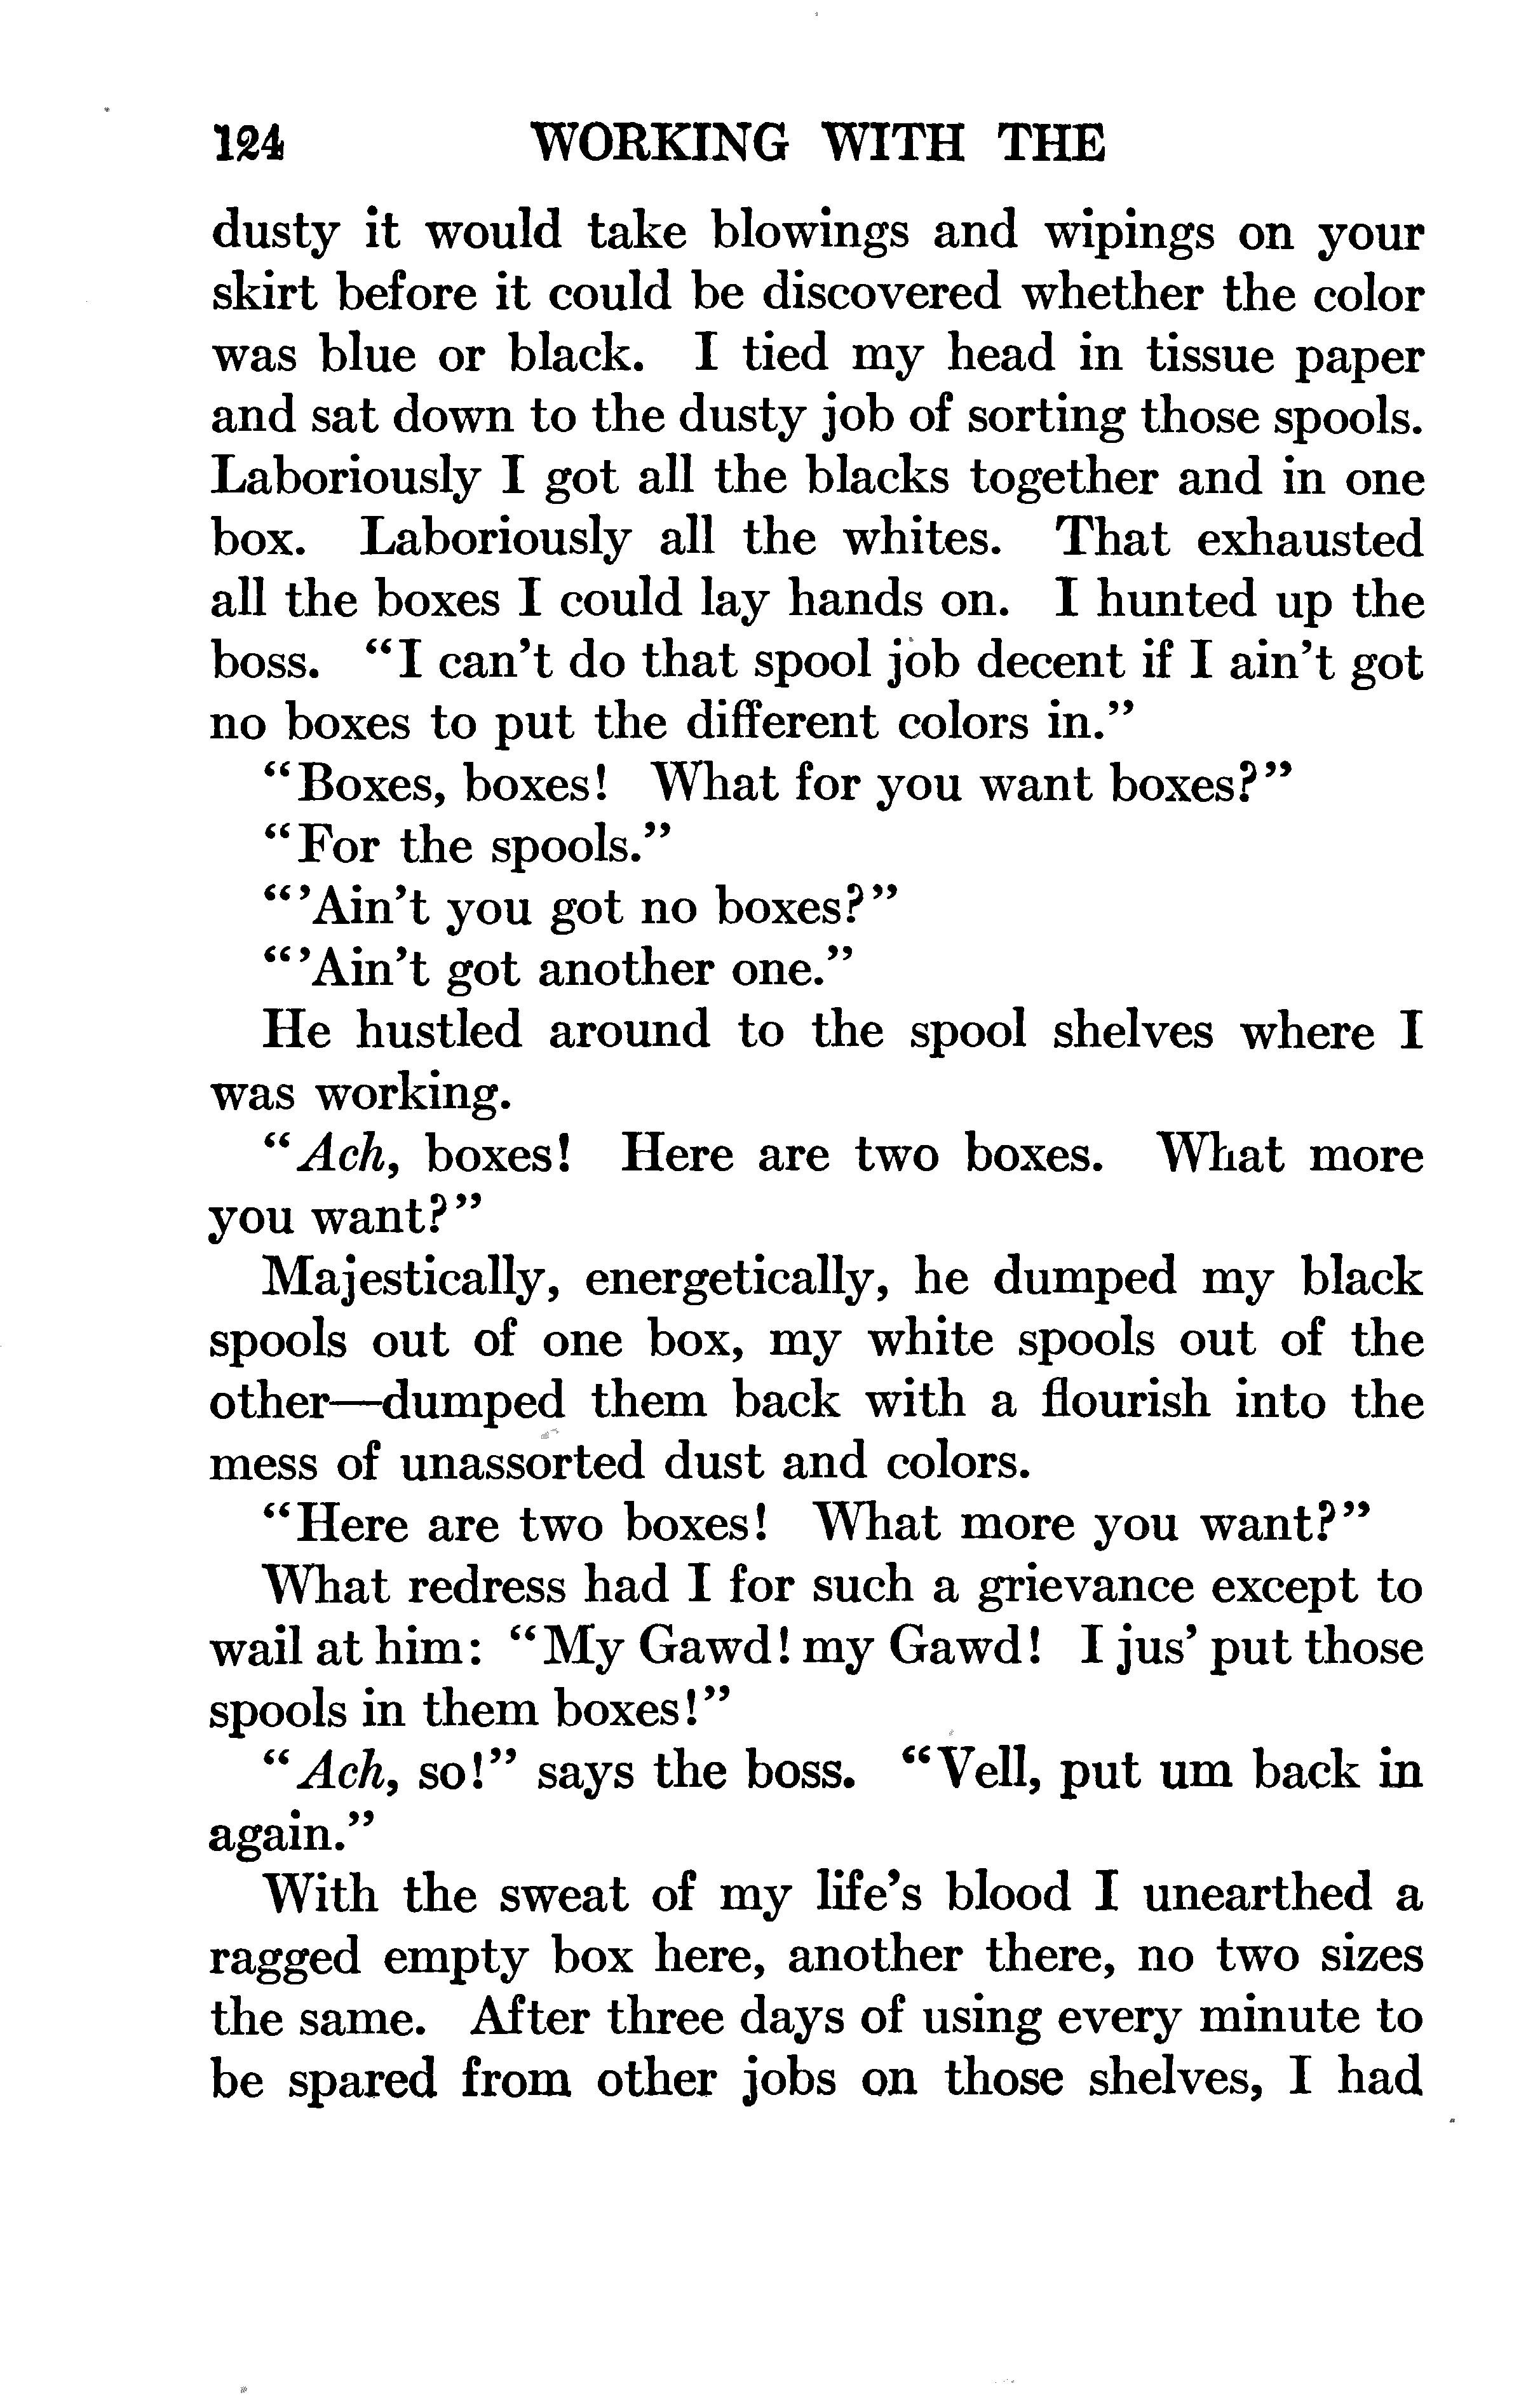 124 WORKING WITH THE
dusty it would take blowings and wipings on your
skirt before it could be discovered whether the color
was blue or black. I tied my head in tissue paper
and sat down to the dusty job of sorting those spools.
Laboriously I got all the blacks together and in one
box. Laboriously all the whites. That exhausted
all the boxes I could lay hands on. I hunted up the
boss. “I can’t do that spool job decent if I ain’t got
no boxes to put the different colors in.”
“Boxes, boxes! What for you want boxes?”
“For the spools.”
“’Ain’t you got no boxes?”
“’Ain’t got another one.”
He hustled around to the spool shelves where I
was working.
“Ach, boxes! Here are two boxes. What more
you want?”
Majestically, energetically, he dumped my black
spools out of one box, my white spools out of the
other—dumped them back with a flourish into the
mess of unassorted dust and colors.
“Here are two boxes! What more you want?”
What redress had I for such a grievance except to
wail at him: “My Gawd! my Gawd! I jus’ put those
spools in them boxes!”
“Ach, so!” says the boss. “Vell, put um back in
again.”
With the sweat of my life’s blood I unearthed a
ragged empty box here, another there, no two sizes
the same. After three days of using every minute to
be spared from other jobs on those shelves, I had